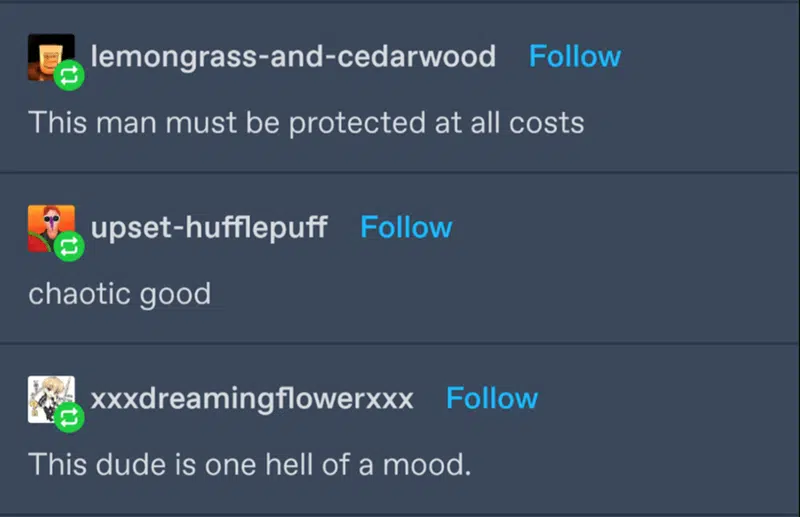 lemongrass-and-cedarwood Follow
This man must be protected at all costs
upset-hufflepuff Follow
chaotic good
xxxdreamingflowerxxx Follow
This dude is one hell of a mood.